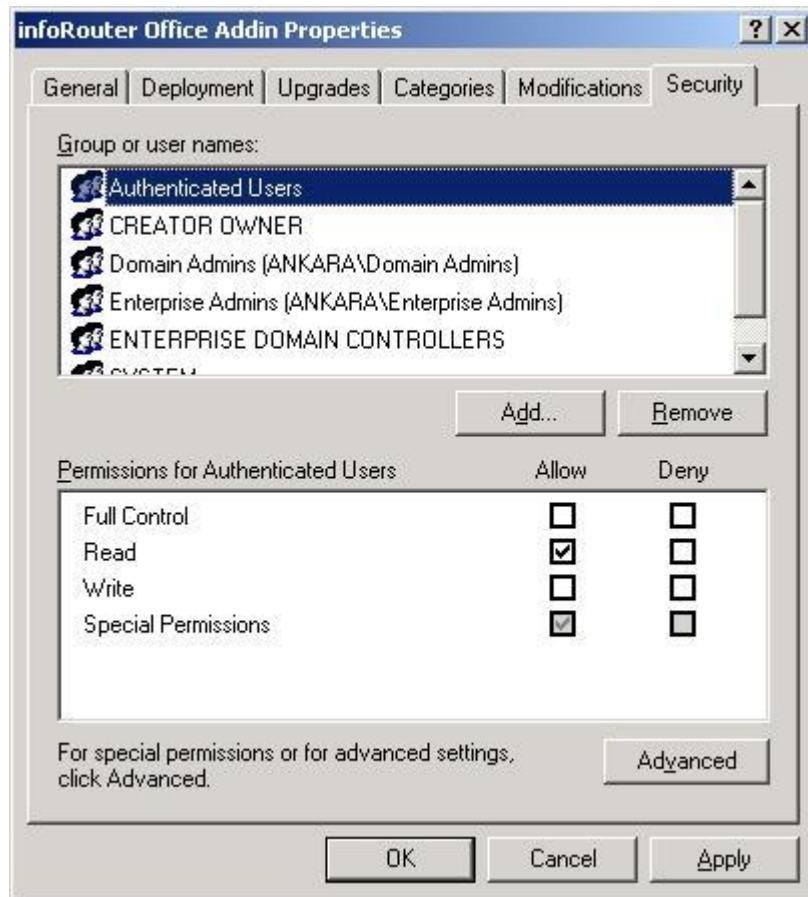 infoRouter Office Addin Properties
General Deployment Upgrades Categories Modifications Security
Group or user names:
Authenticated Users
CREATOR OWNER
Domain Admins (ANKARA\Domain Admins)
Enterprise Admins (ANKARA\Enterprise Admins)
ENTERPRISE DOMAIN CONTROLLERS
SYSTEM
Add... Remove
Permissions for Authenticated Users Allow Deny
Full Control
Read
Write
Special Permissions
For special permissions or for advanced settings,
click Advanced.
Advanced
OK Cancel Apply